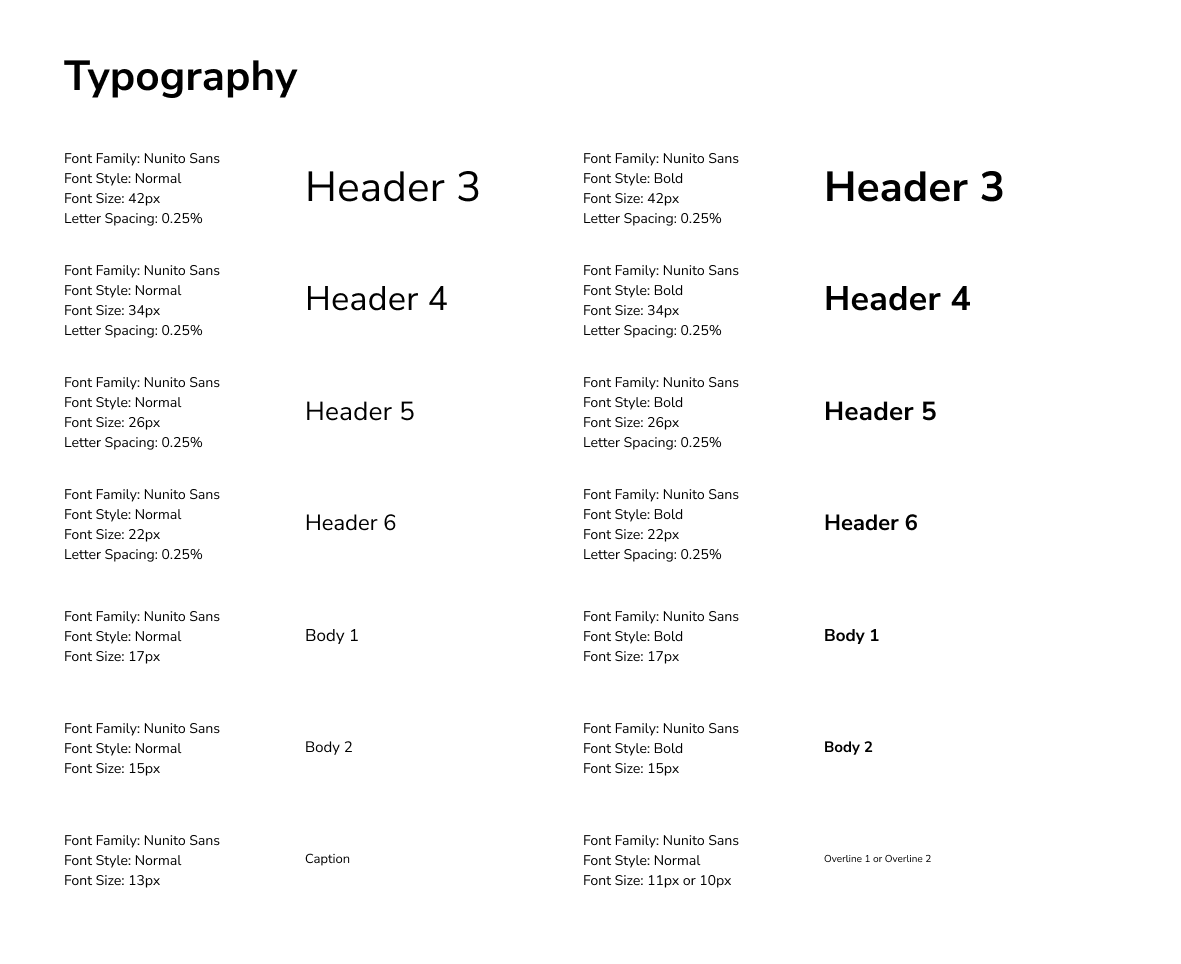 Typography
Font Family: Nunito Sans
Font Style: Normal
Font Size: 42px
Letter Spacing: 0.25%
Header 3
Font Family: Nunito Sans
Font Style: Bold
Font Size: 42px
Letter Spacing: 0.25%
Header 3
Font Family: Nunito Sans
Font Style: Normal
Font Size: 34px
Letter Spacing: 0.25%
Header 4
Font Family: Nunito Sans
Font Style: Bold
Font Size: 34px
Letter Spacing: 0.25%
Header 4
Font Family: Nunito Sans
Font Style: Normal
Font Size: 26px
Letter Spacing: 0.25%
Header 5
Font Family: Nunito Sans
Font Style: Bold
Font Size: 26px
Letter Spacing: 0.25%
Header 5
Font Family: Nunito Sans
Font Style: Normal
Font Size: 22px
Letter Spacing: 0.25%
Header 6
Font Family: Nunito Sans
Font Style: Bold
Font Size: 22px
Letter Spacing: 0.25%
Header 6
Font Family: Nunito Sans
Font Style: Normal
Font Size: 17px
Body 1
Font Family: Nunito Sans
Font Style: Bold
Font Size: 17px
Body 1
Font Family: Nunito Sans
Font Style: Normal
Font Size: 15px
Body 2
Font Family: Nunito Sans
Font Style: Bold
Font Size: 15px
Body 2
Font Family: Nunito Sans
Font Style: Normal
Font Size: 13px
Caption
Font Family: Nunito Sans
Font Style: Normal
Font Size: 11px or 10px
Overline 1 or Overline 2